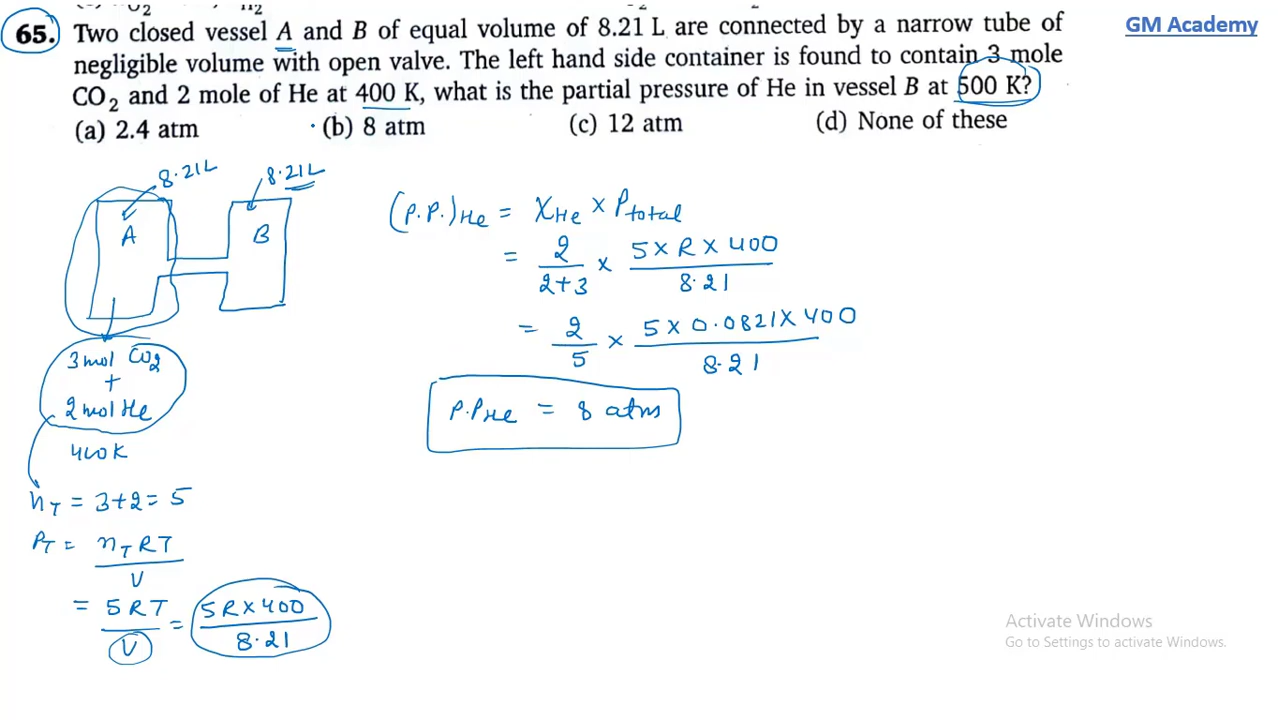 GM Academy
65. Two closed vessel A and B of equal volume of 8.21 L are connected by a narrow tube of
negligible volume with open valve. The left hand side container is found to contain 3 mole
CO2 and 2 mole of He at 400 K, what is the partial pressure of He in vessel B at 500 K?
(a) 2.4 atm (b) 8 atm (c) 12 atm (d) None of these
8.21L 8.21L
A B
3mol CO2
+
2mol He
400K
nT = 3+2 = 5
PT = nTRT / V
= 5RT / V = 5R×400 / 8.21
(P.P.)He = XHe × Ptotal
= 2 / 2+3 × 5×R×400 / 8.21
= 2 / 5 × 5×0.0821×400 / 8.21
P.PHe = 8 atm
Activate Windows
Go to Settings to activate Windows.